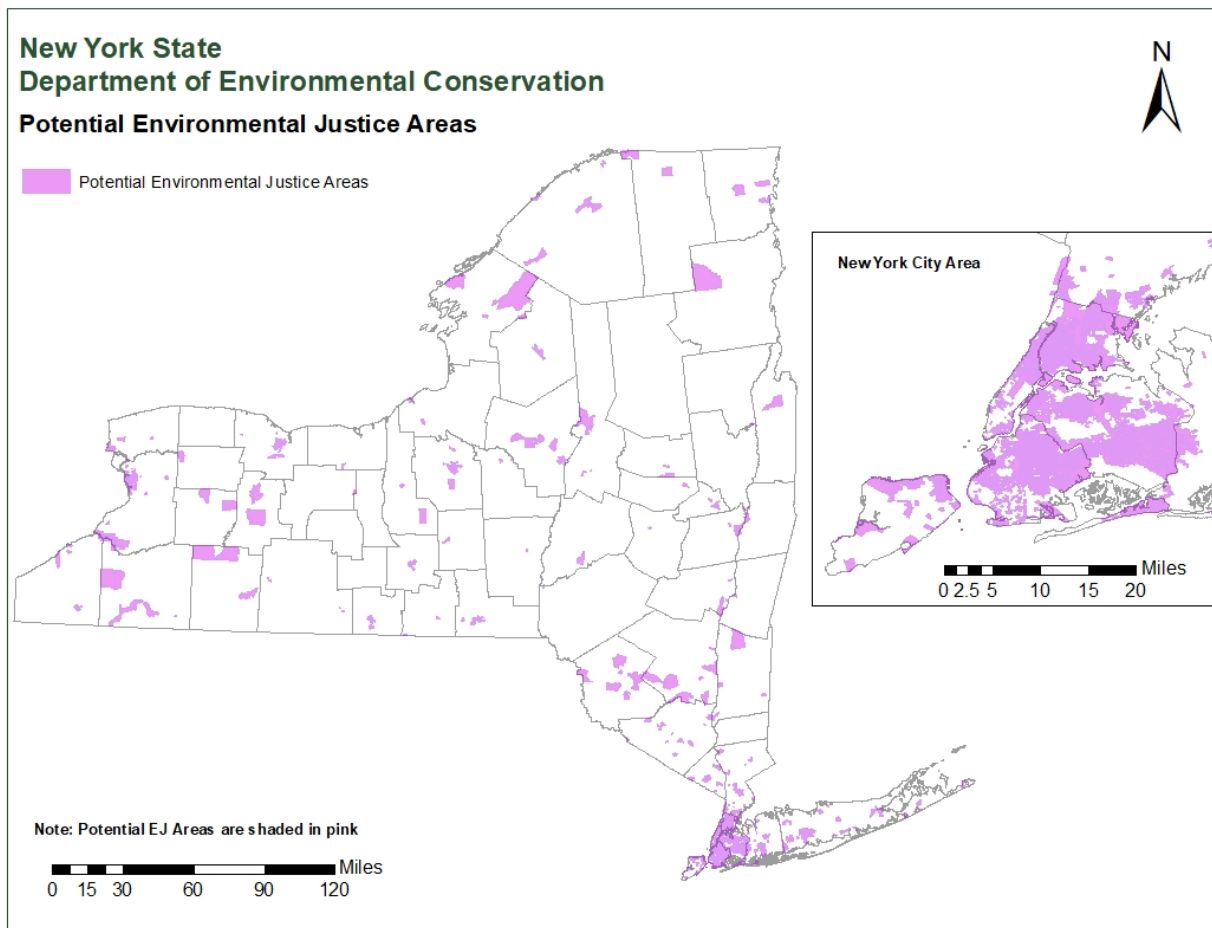 New York State
Department of Environmental Conservation
Potential Environmental Justice Areas
Potential Environmental Justice Areas
N
New York City Area
Miles
0 2.5 5 10 15 20
Note: Potential EJ Areas are shaded in pink
Miles
0 15 30 60 90 120